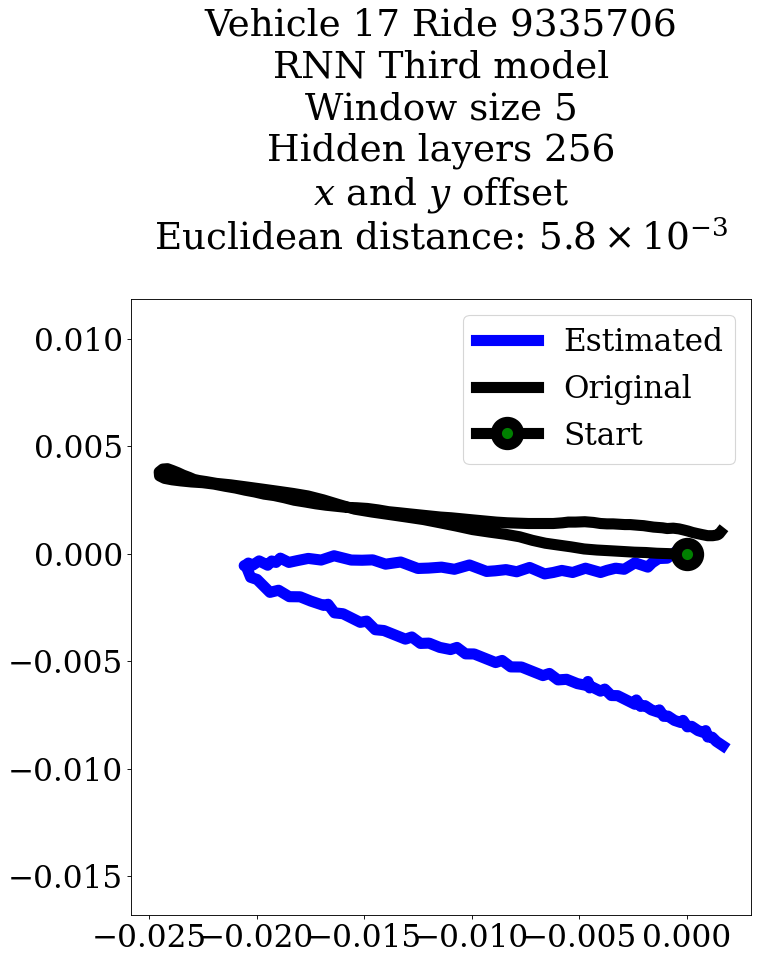 Vehicle 17 Ride 9335706
RNN Third model
Window size 5
Hidden layers 256
x and y offset
Euclidean distance: 5.8 × 10⁻³
Estimated
Original
Start
0.010
0.005
0.000
−0.005
−0.010
−0.015
−0.025 −0.020 −0.015 −0.010 −0.005 0.000